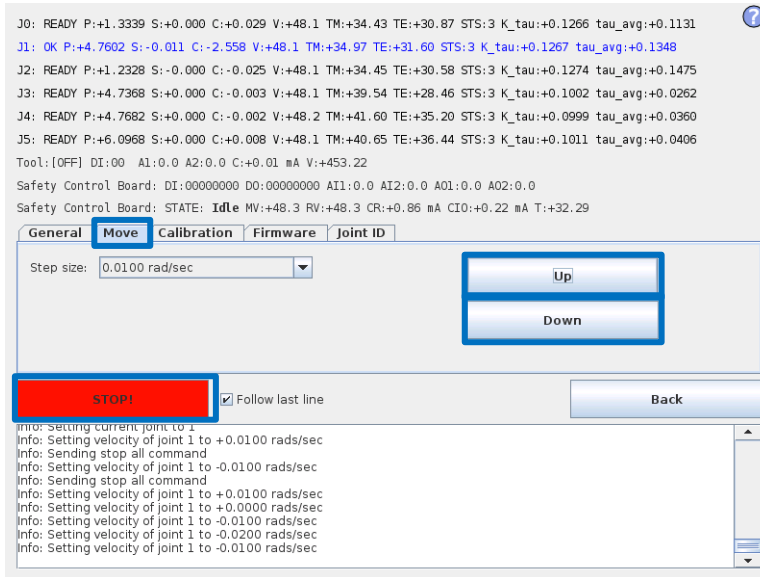 J0: READY P:+1.3339 S:+0.000 C:+0.029 V:+48.1 TM:+34.43 TE:+30.87 STS:3 K_tau:+0.1266 tau_avg:+0.1131
J1: OK P:+4.7602 S:-0.011 C:-2.558 V:+48.1 TM:+34.97 TE:+31.60 STS:3 K_tau:+0.1267 tau_avg:+0.1348
J2: READY P:+1.2328 S:-0.000 C:-0.025 V:+48.1 TM:+34.45 TE:+30.58 STS:3 K_tau:+0.1274 tau_avg:+0.1475
J3: READY P:+4.7368 S:+0.000 C:-0.003 V:+48.1 TM:+39.54 TE:+28.46 STS:3 K_tau:+0.1002 tau_avg:+0.0262
J4: READY P:+4.7682 S:+0.000 C:-0.002 V:+48.2 TM:+41.60 TE:+35.20 STS:3 K_tau:+0.0999 tau_avg:+0.0360
J5: READY P:+6.0968 S:+0.000 C:+0.008 V:+48.1 TM:+40.65 TE:+36.44 STS:3 K_tau:+0.1011 tau_avg:+0.0406
Tool:[OFF] DI:00 A1:0.0 A2:0.0 C:+0.01 mA V:+453.22
Safety Control Board: DI:00000000 DO:00000000 AI1:0.0 AI2:0.0 AO1:0.0 AO2:0.0
Safety Control Board: STATE: Idle MV:+48.3 RV:+48.3 CR:+0.86 mA CIO:+0.22 mA T:+32.29
?
General Move Calibration Firmware Joint ID
Step size: 0.0100 rad/sec
Up
Down
STOP!
Follow last line
Back
Info: Setting current joint to 1
Info: Setting velocity of joint 1 to +0.0100 rads/sec
Info: Sending stop all command
Info: Setting velocity of joint 1 to -0.0100 rads/sec
Info: Sending stop all command
Info: Setting velocity of joint 1 to +0.0100 rads/sec
Info: Setting velocity of joint 1 to +0.0000 rads/sec
Info: Setting velocity of joint 1 to -0.0100 rads/sec
Info: Setting velocity of joint 1 to -0.0200 rads/sec
Info: Setting velocity of joint 1 to -0.0100 rads/sec